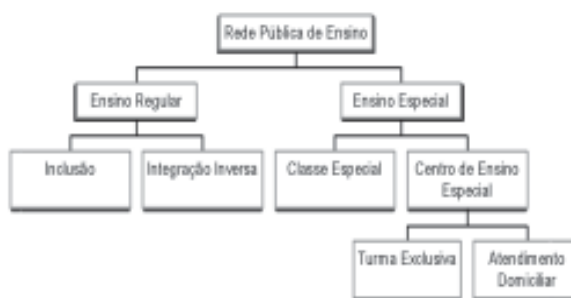 Rede Pública de Ensino
Ensino Regular
Ensino Especial
Inclusão
Integração Inversa
Classe Especial
Centro de Ensino
Especial
Turma Exclusiva
Atendimento
Domiciliar